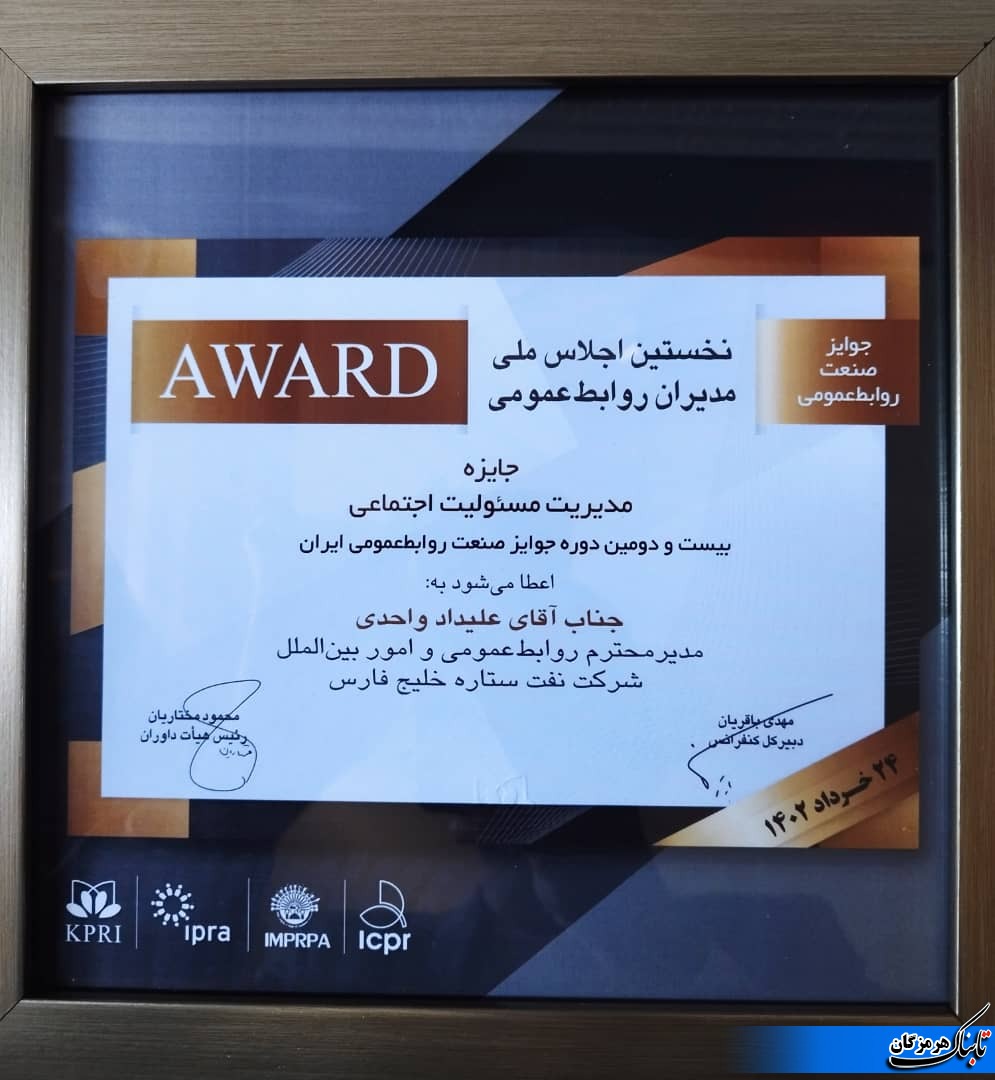 جوایز
صنعت
روابط‌عمومی
نخستین اجلاس ملی
مدیران روابط‌عمومی
AWARD
جایزه
مدیریت مسئولیت اجتماعی
بیست و دومین دوره جوایز صنعت روابط‌عمومی ایران
اعطا می‌شود به:
جناب آقای علیداد واحدی
مدیرمحترم روابط‌عمومی و امور بین‌الملل
شرکت نفت ستاره خلیج فارس
مهدی باقریان
دبیرکل کنفرانس
محمود مختاریان
رئیس هیأت داوران
۲۴ خرداد ۱۴۰۲
KPRI
ipra
IMPRPA
icpr
تابناک هرمزگان